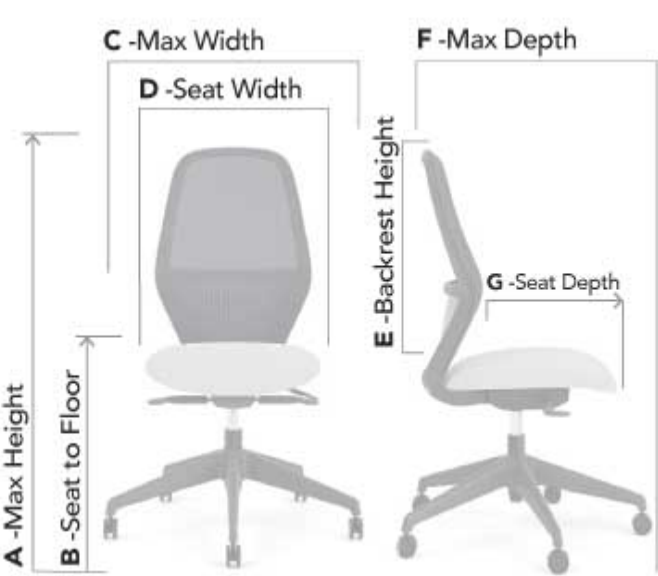 C -Max Width
F -Max Depth
D -Seat Width
E -Backrest Height
G -Seat Depth
A -Max Height
B -Seat to Floor